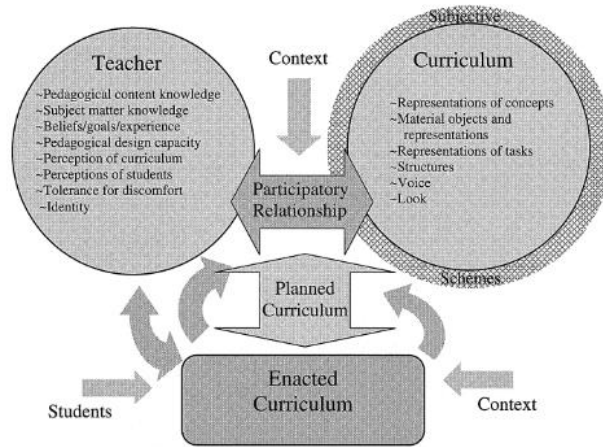 Subjective
Teacher
Context
Curriculum
~Pedagogical content knowledge
~Subject matter knowledge
~Beliefs/goals/experience
~Pedagogical design capacity
~Perception of curriculum
~Perceptions of students
~Tolerance for discomfort
~Identity
~Representations of concepts
~Material objects and
representations
~Representations of tasks
~Structures
~Voice
~Look
Participatory
Relationship
Schemes
Planned
Curriculum
Enacted
Curriculum
Students
Context